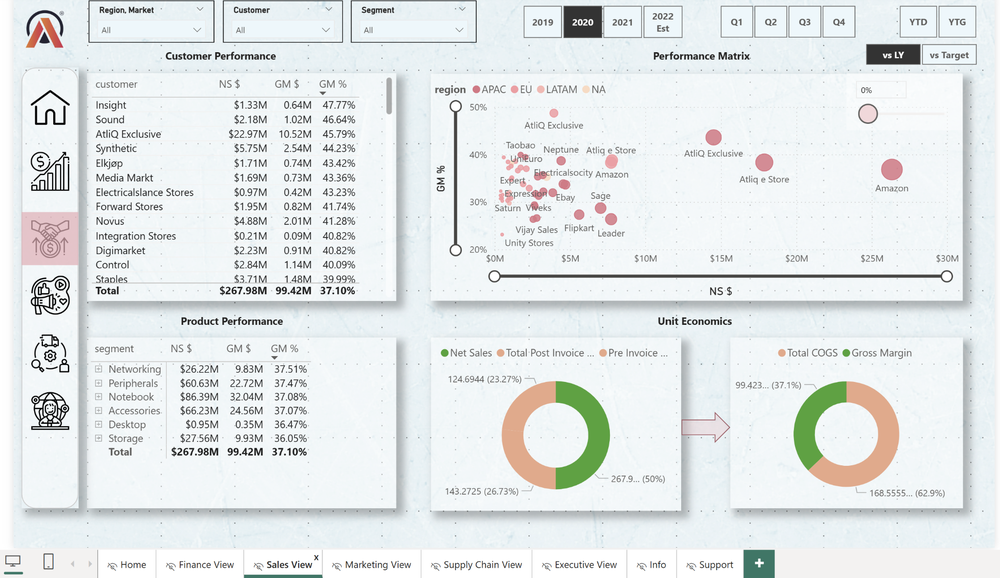 Region, Market
All
Customer
All
Segment
All
2019
2020
2021
2022 Est
Q1
Q2
Q3
Q4
YTD
YTG
vs LY
vs Target
Customer Performance
customer NS $ GM $ GM %
Insight $1.33M 0.64M 47.77%
Sound $2.18M 1.02M 46.64%
AtliQ Exclusive $22.97M 10.52M 45.79%
Synthetic $5.75M 2.54M 44.23%
Elkjøp $1.71M 0.74M 43.42%
Media Markt $1.69M 0.73M 43.36%
Electricalslance Stores $0.97M 0.42M 43.23%
Forward Stores $1.95M 0.82M 41.74%
Novus $4.88M 2.01M 41.28%
Integration Stores $0.21M 0.09M 40.82%
Digimarket $2.23M 0.91M 40.82%
Control $2.84M 1.14M 40.09%
Staples $3.71M 1.48M 39.99%
Total $267.98M 99.42M 37.10%
Performance Matrix
region APAC EU LATAM NA
0%
GM %
50%
40%
30%
20%
AtliQ Exclusive
Taobao
Unieuro
Neptune
Atliq e Store
Electricalsocity
Amazon
Expert
Expression
Ebay
Sage
Saturn
Viveks
Vijay Sales
Flipkart
Leader
Unity Stores
AtliQ Exclusive
Atliq e Store
Amazon
$0M $5M $10M $15M $20M $25M $30M
NS $
Product Performance
segment NS $ GM $ GM %
Networking $26.22M 9.83M 37.51%
Peripherals $60.63M 22.72M 37.47%
Notebook $86.39M 32.04M 37.08%
Accessories $66.23M 24.56M 37.07%
Desktop $0.95M 0.35M 36.47%
Storage $27.56M 9.93M 36.05%
Total $267.98M 99.42M 37.10%
Unit Economics
Net Sales Total Post Invoice ... Pre Invoice ...
124.6944 (23.27%)
143.2725 (26.73%)
267.9... (50%)
Total COGS Gross Margin
99.423... (37.1%)
168.5555... (62.9%)
Home
Finance View
Sales View x
Marketing View
Supply Chain View
Executive View
Info
Support
+